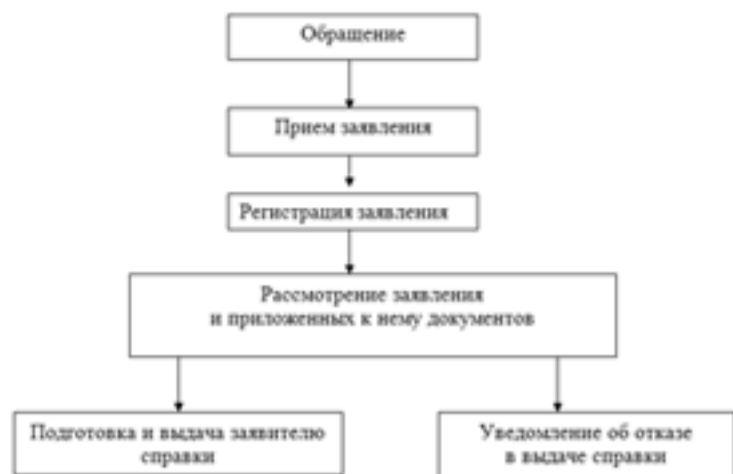 Обращение
Прием заявления
Регистрация заявления
Рассмотрение заявления
и приложенных к нему документов
Подготовка и выдача заявителю
справки
Уведомление об отказе
в выдаче справки